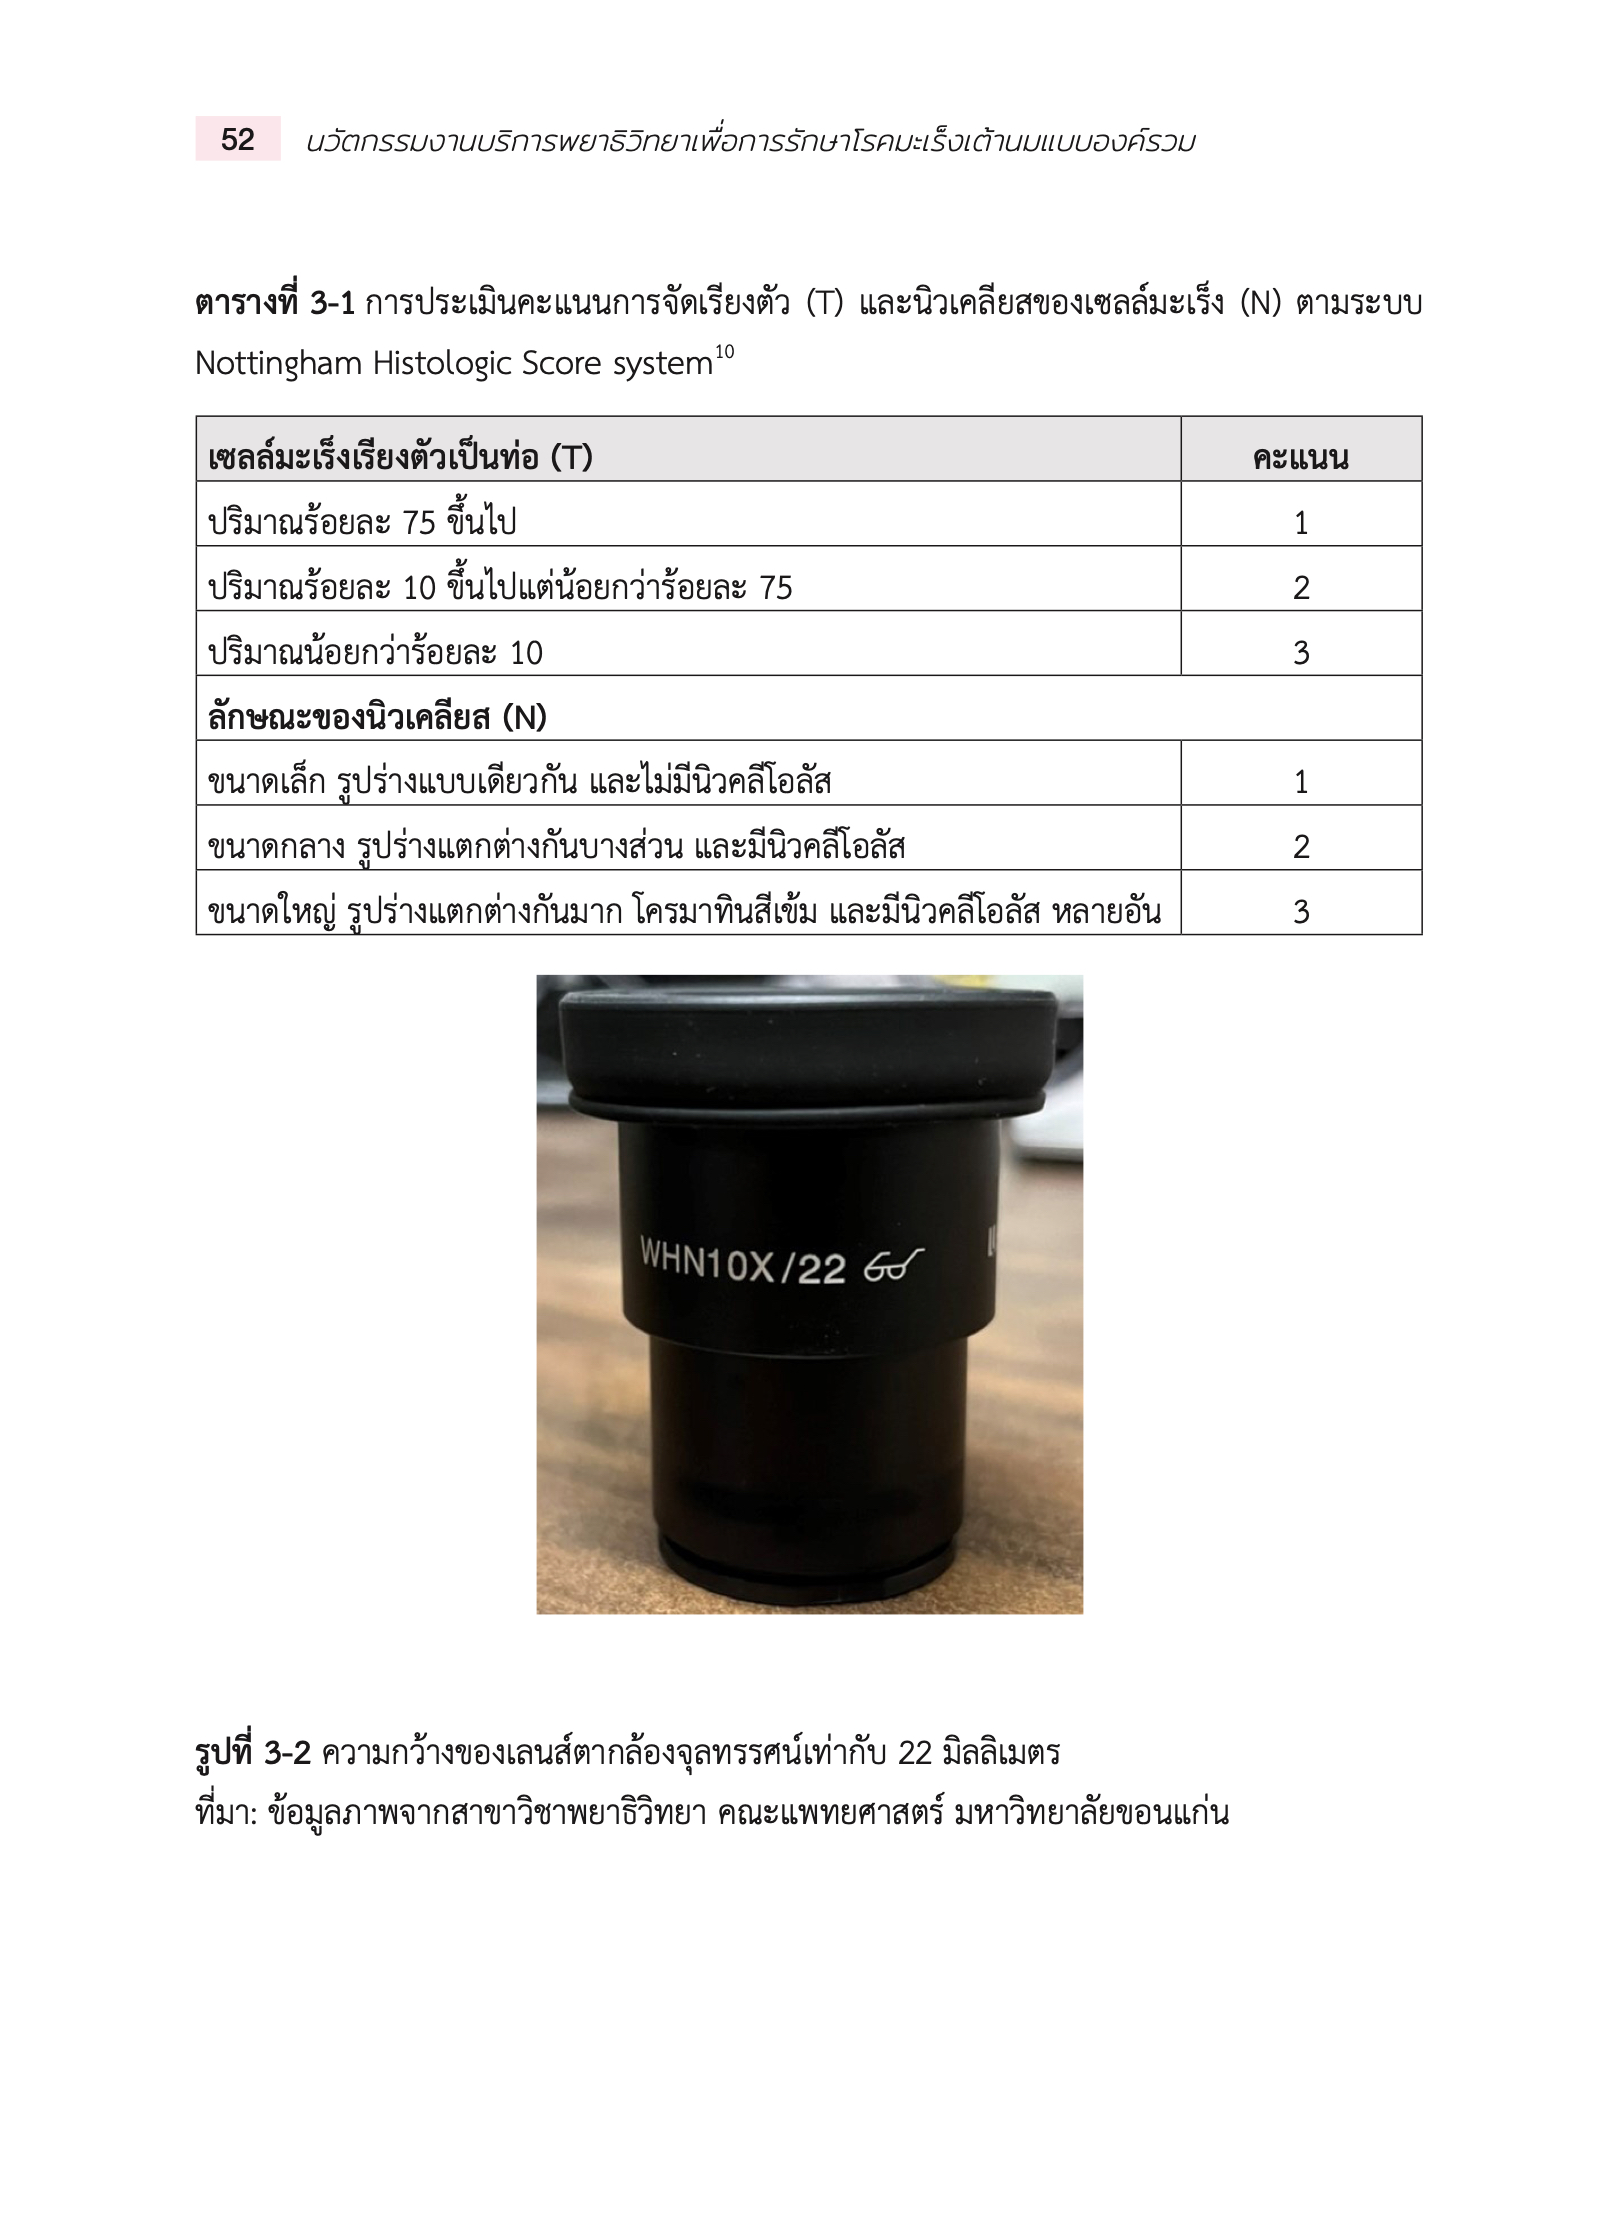 52 นวัตกรรมงานบริการพยาธิวิทยาเพื่อการรักษาโรคมะเร็งเต้านมแบบองค์รวม
ตารางที่ 3-1 การประเมินคะแนนการจัดเรียงตัว (T) และนิวเคลียสของเซลล์มะเร็ง (N) ตามระบบ
Nottingham Histologic Score system10
เซลล์มะเร็งเรียงตัวเป็นท่อ (T) คะแนน
ปริมาณร้อยละ 75 ขึ้นไป 1
ปริมาณร้อยละ 10 ขึ้นไปแต่น้อยกว่าร้อยละ 75 2
ปริมาณน้อยกว่าร้อยละ 10 3
ลักษณะของนิวเคลียส (N)
ขนาดเล็ก รูปร่างแบบเดียวกัน และไม่มีนิวคลีโอลัส 1
ขนาดกลาง รูปร่างแตกต่างกันบางส่วน และมีนิวคลีโอลัส 2
ขนาดใหญ่ รูปร่างแตกต่างกันมาก โครมาทินสีเข้ม และมีนิวคลีโอลัส หลายอัน 3
WHN10X/22
รูปที่ 3-2 ความกว้างของเลนส์ตากล้องจุลทรรศน์เท่ากับ 22 มิลลิเมตร
ที่มา: ข้อมูลภาพจากสาขาวิชาพยาธิวิทยา คณะแพทยศาสตร์ มหาวิทยาลัยขอนแก่น